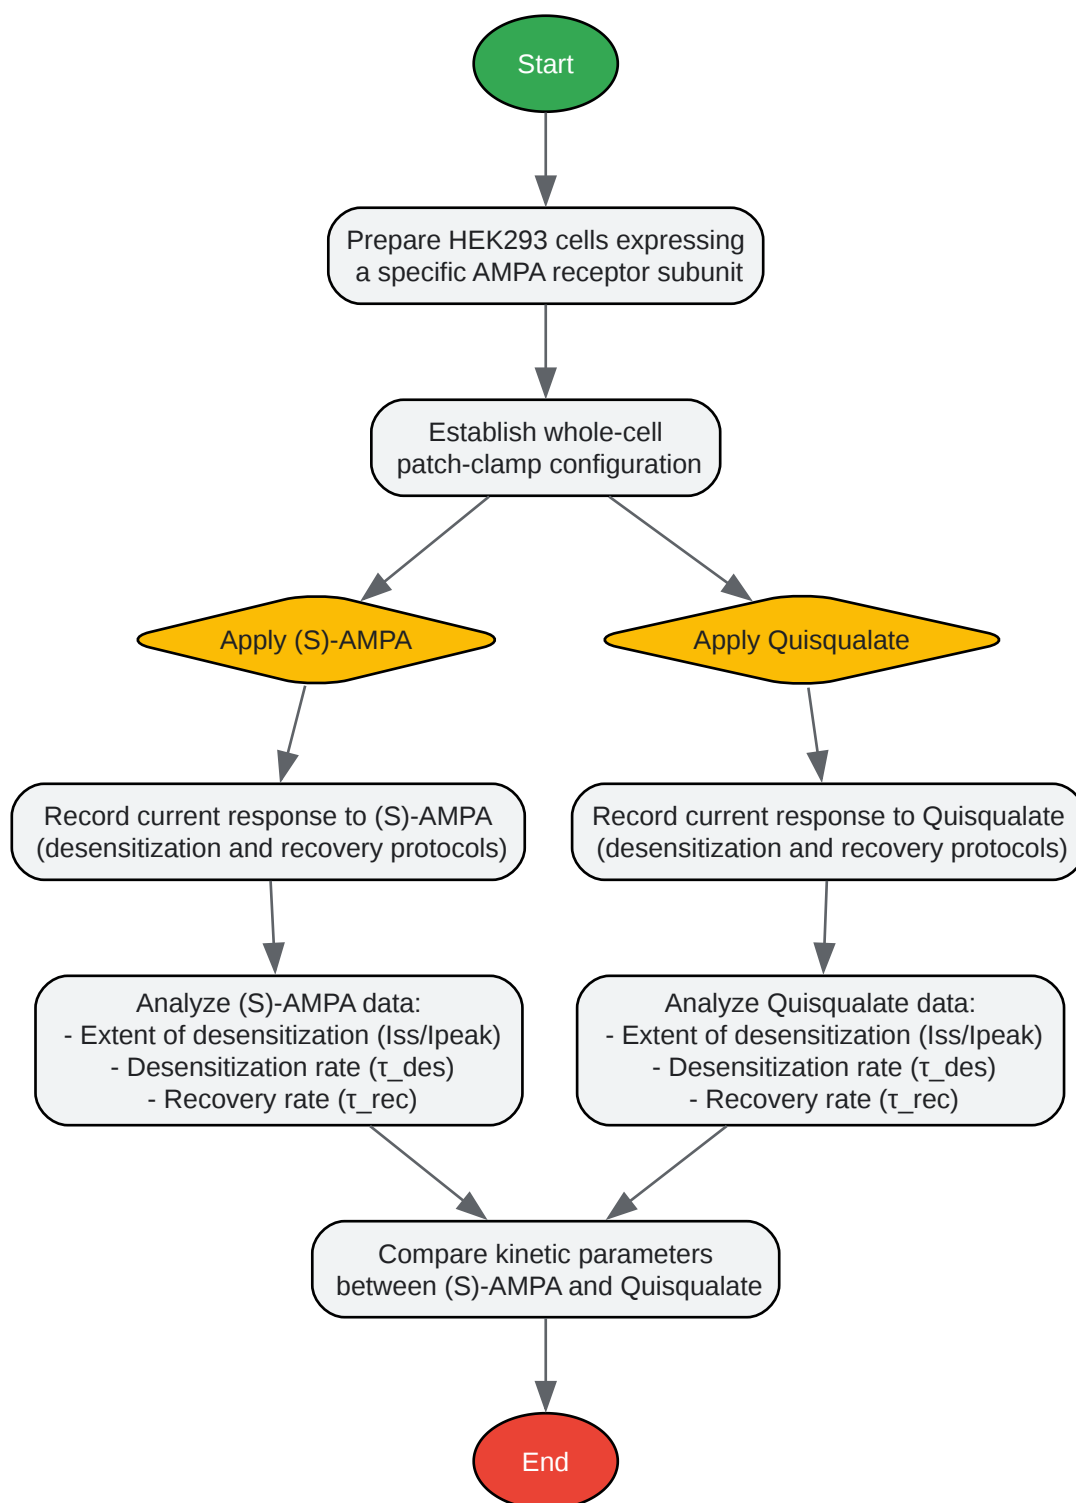 Start
Prepare HEK293 cells expressing
a specific AMPA receptor subunit
Establish whole-cell
patch-clamp configuration
Apply (S)-AMPA
Apply Quisqualate
Record current response to (S)-AMPA
(desensitization and recovery protocols)
Record current response to Quisqualate
(desensitization and recovery protocols)
Analyze (S)-AMPA data:
- Extent of desensitization (Iss/Ipeak)
- Desensitization rate (τ_des)
- Recovery rate (τ_rec)
Analyze Quisqualate data:
- Extent of desensitization (Iss/Ipeak)
- Desensitization rate (τ_des)
- Recovery rate (τ_rec)
Compare kinetic parameters
between (S)-AMPA and Quisqualate
End